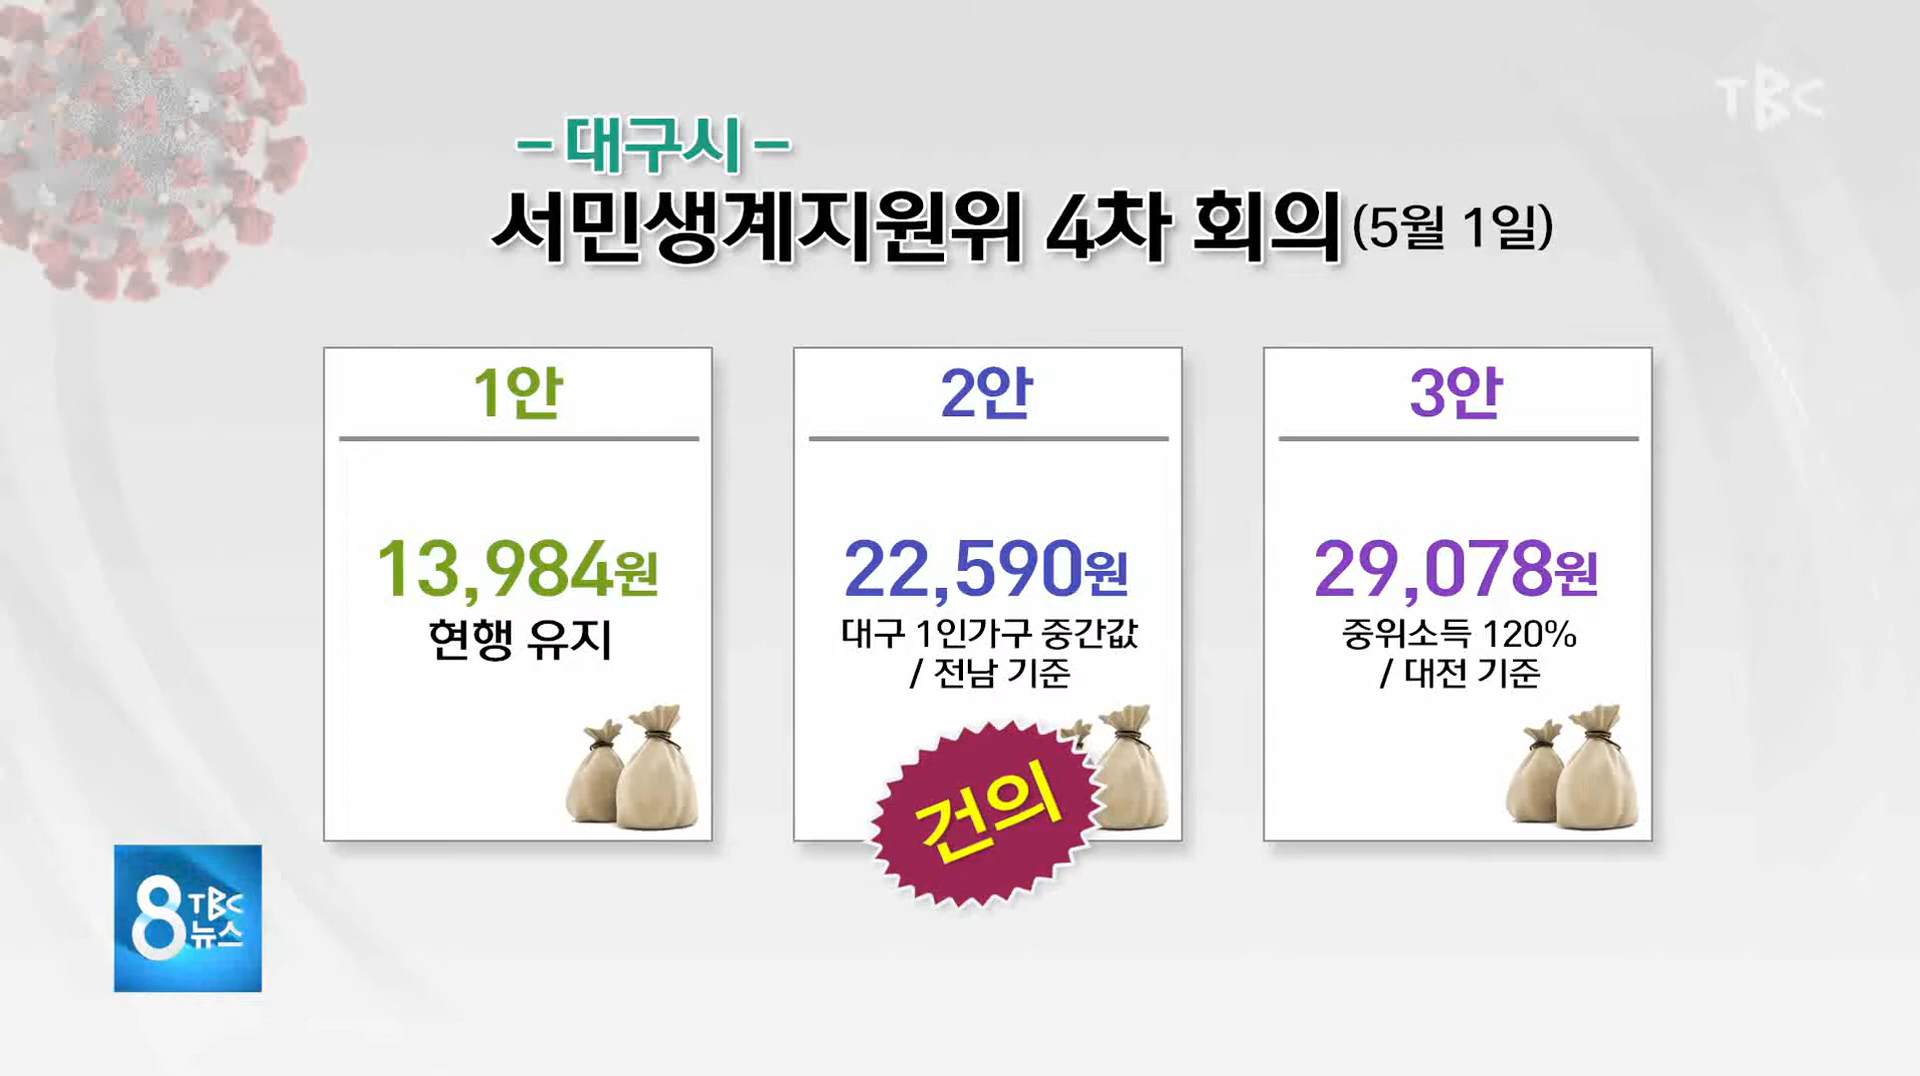 TBC
-대구시-
서민생계지원위 4차 회의(5월 1일)
1안
13,984원
현행 유지
2안
22,590원
대구 1인가구 중간값
/ 전남 기준
건의
3안
29,078원
중위소득 120%
/ 대전 기준
8 TBC
뉴스